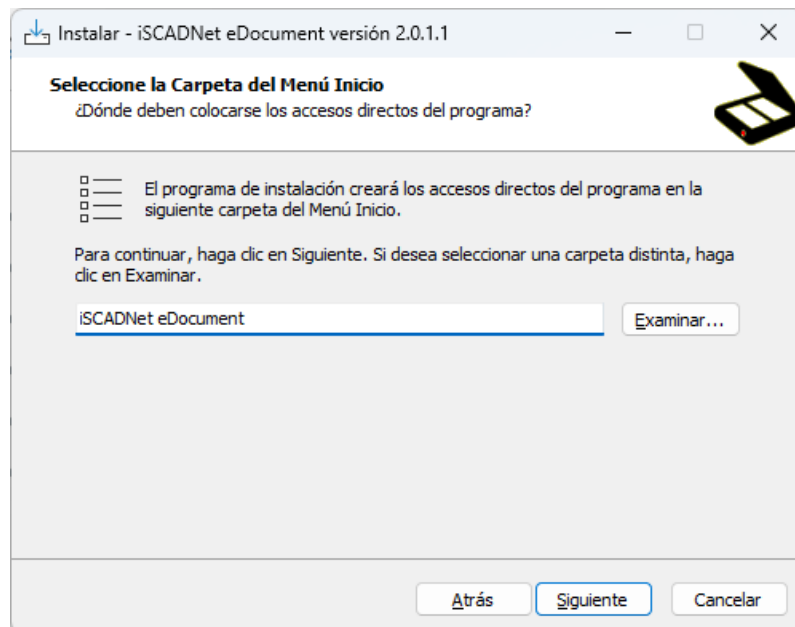 Instalar - iSCADNet eDocument versión 2.0.1.1
Seleccione la Carpeta del Menú Inicio
¿Dónde deben colocarse los accesos directos del programa?
El programa de instalación creará los accesos directos del programa en la
siguiente carpeta del Menú Inicio.
Para continuar, haga clic en Siguiente. Si desea seleccionar una carpeta distinta, haga
clic en Examinar.
iSCADNet eDocument
Examinar...
Atrás
Siguiente
Cancelar